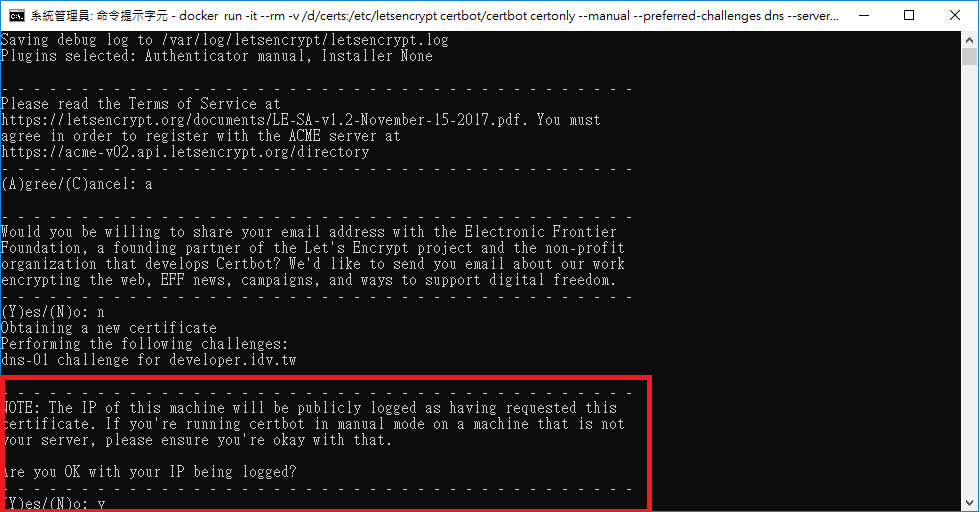 系統管理員: 命令提示字元 - docker run -it --rm -v /d/certs:/etc/letsencrypt certbot/certbot certonly --manual --preferred-challenges dns --server...
Saving debug log to /var/log/letsencrypt/letsencrypt.log
Plugins selected: Authenticator manual, Installer None
- - - - - - - - - - - - - - - - - - - - - - - - - - - - - - - - - - - - - - - -
Please read the Terms of Service at
https://letsencrypt.org/documents/LE-SA-v1.2-November-15-2017.pdf. You must
agree in order to register with the ACME server at
https://acme-v02.api.letsencrypt.org/directory
- - - - - - - - - - - - - - - - - - - - - - - - - - - - - - - - - - - - - - - -
(A)gree/(C)ancel: a
- - - - - - - - - - - - - - - - - - - - - - - - - - - - - - - - - - - - - - - -
Would you be willing to share your email address with the Electronic Frontier
Foundation, a founding partner of the Let's Encrypt project and the non-profit
organization that develops Certbot? We'd like to send you email about our work
encrypting the web, EFF news, campaigns, and ways to support digital freedom.
- - - - - - - - - - - - - - - - - - - - - - - - - - - - - - - - - - - - - - - -
(Y)es/(N)o: n
Obtaining a new certificate
Performing the following challenges:
dns-01 challenge for developer.idv.tw
- - - - - - - - - - - - - - - - - - - - - - - - - - - - - - - - - - - - - - - -
NOTE: The IP of this machine will be publicly logged as having requested this
certificate. If you're running certbot in manual mode on a machine that is not
your server, please ensure you're okay with that.
Are you OK with your IP being logged?
- - - - - - - - - - - - - - - - - - - - - - - - - - - - - - - - - - - - - - - -
(Y)es/(N)o: y